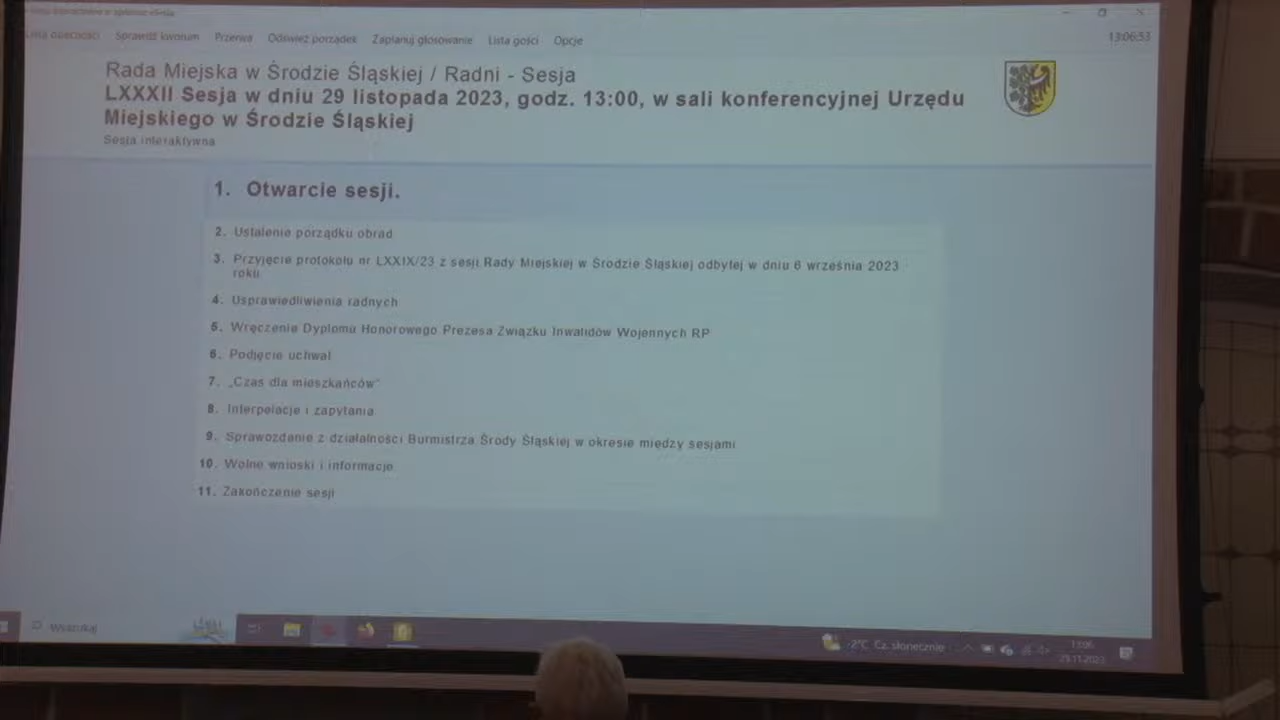 Lista obecności Sprawdź kworum Przerwa Odśwież porządek Zaplanuj głosowanie Lista gości Opcje
13:06:53
Rada Miejska w Środzie Śląskiej / Radni - Sesja
LXXXII Sesja w dniu 29 listopada 2023, godz. 13:00, w sali konferencyjnej Urzędu
Miejskiego w Środzie Śląskiej
Sesja interaktywna
1. Otwarcie sesji.
2. Ustalenie porządku obrad
3. Przyjęcie protokołu nr LXXIX/23 z sesji Rady Miejskiej w Środzie Śląskiej odbytej w dniu 6 września 2023
roku
4. Usprawiedliwienia radnych
5. Wręczenie Dyplomu Honorowego Prezesa Związku Inwalidów Wojennych RP
6. Podjęcie uchwał
7. „Czas dla mieszkańców"
8. Interpelacje i zapytania
9. Sprawozdanie z działalności Burmistrza Środy Śląskiej w okresie między sesjami
10. Wolne wnioski i informacje
11. Zakończenie sesji
Wyszukaj
-2°C Cz. słonecznie
13:06
29.11.2023